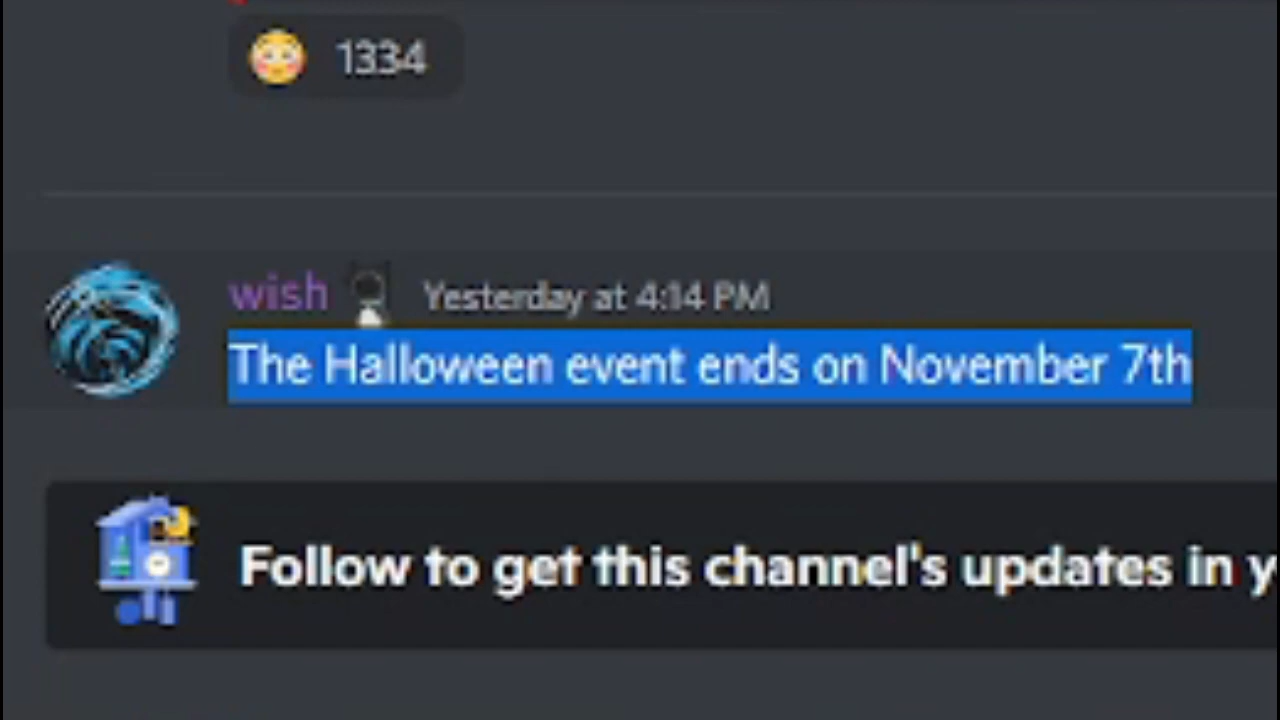 1334
wish Yesterday at 4:14 PM
The Halloween event ends on November 7th
Follow to get this channel's updates in y